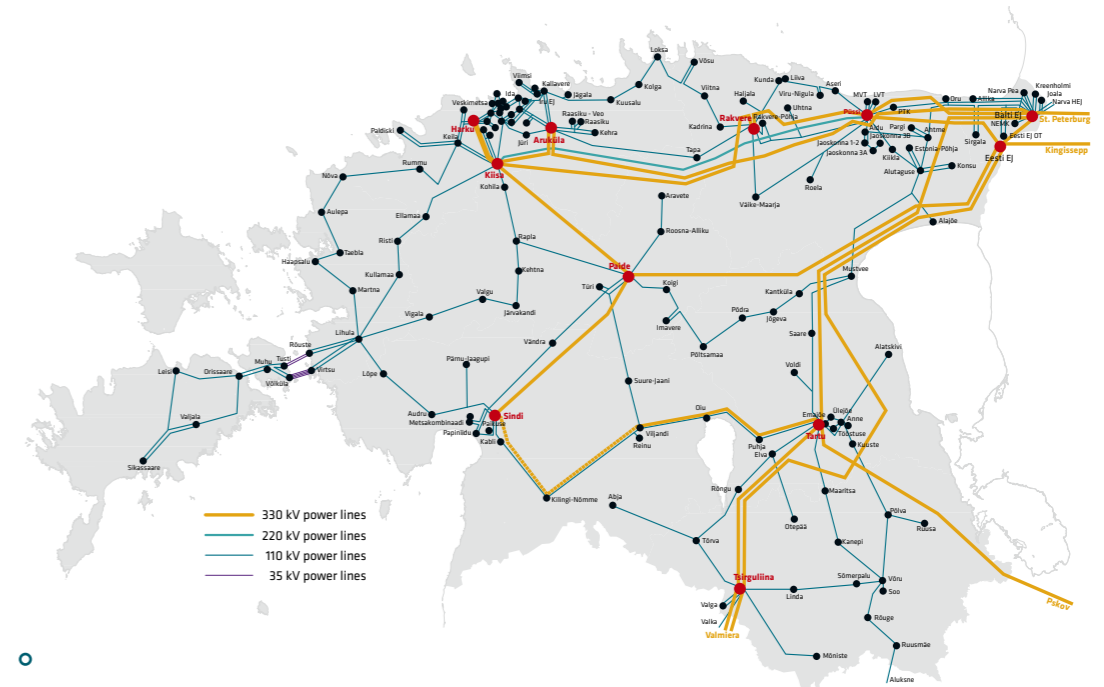 Loksa
Võsu
Viimsi
Kallavere
Ida
Iru EJ
Jägala
Kolga
Kuusalu
Viitna
Kunda
Liiva
Aseri
Haljala
Viru-Nigula
Uhtna
MVT
LVT
Püssi
PTK
Oru
Allika
Narva Pea
Kreenholmi
Joala
Narva HEJ
Balti EJ
St. Peterburg
NEMK
Eesti EJ OT
Sirgala
Eesti EJ
Kingissepp
Veskimetsa
Harku
Raasiku - Veo
Raasiku
Kehra
Aruküla
Jüri
Paldiski
Keila
Kiisa
Rakvere
Rakvere-Põhja
Kadrina
Tapa
Aidu
Pargi
Ahtme
Jaoskonna 3B
Jaoskonna 1-2
Jaoskonna 3A
Kiikla
Estonia-Põhja
Alutaguse
Konsu
Rummu
Nõva
Kohila
Roela
Väike-Maarja
Aravete
Aulepa
Ellamaa
Alajõe
Risti
Rapla
Roosna-Alliku
Taebla
Haapsalu
Kullamaa
Kehtna
Paide
Mustvee
Martna
Türi
Koigi
Kantküla
Valgu
Järvakandi
Vigala
Imavere
Põdra
Jõgeva
Saare
Lihula
Rõuste
Vändra
Põltsamaa
Alatskivi
Muhu
Tusti
Virtsu
Võiküla
Leisi
Orissaare
Pärnu-Jaagupi
Lõpe
Voldi
Suure-Jaani
Valjala
Audru
Metsakombinaadi
Papiniidu
Paikuse
Sindi
Kabli
Oiu
Emajõe
Ülejõe
Anne
Tööstuse
Tartu
Kuuste
Viljandi
Reinu
Puhja
Elva
Sikassaare
Kilingi-Nõmme
Abja
Rõngu
Maaritsa
Otepää
Põlva
Ruusa
330 kV power lines
220 kV power lines
110 kV power lines
35 kV power lines
Tõrva
Kanepi
Tsirguliina
Sõmerpalu
Võru
Soo
Linda
Valga
Valka
Valmiera
Pskov
Rõuge
Ruusmäe
Mõniste
Aluksne